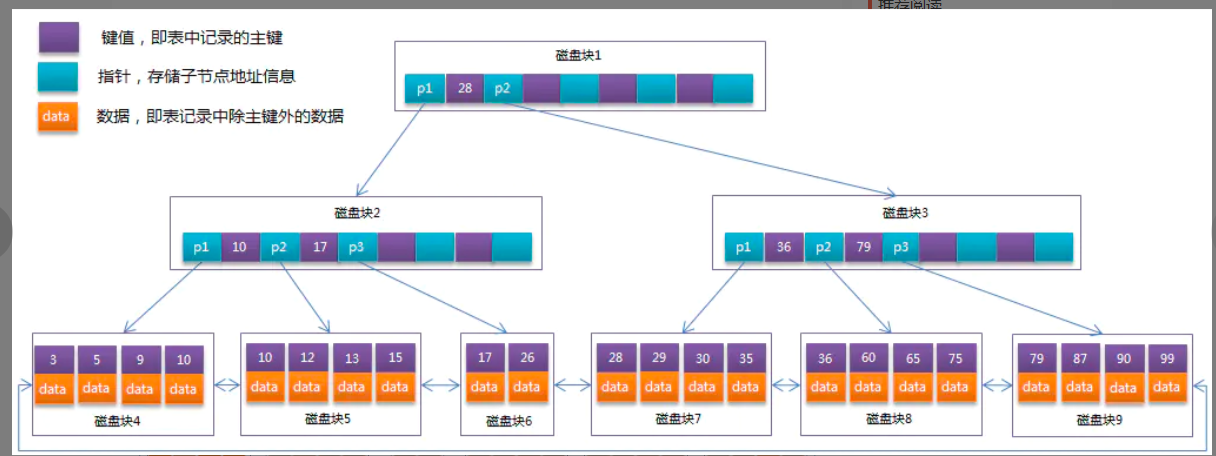 推荐阅读
键值，即表中记录的主键
指针，存储子节点地址信息
data 数据，即表记录中除主键外的数据
磁盘块1
p1 28 p2
磁盘块2
p1 10 p2 17 p3
磁盘块3
p1 36 p2 79 p3
3 5 9 10
data data data data
磁盘块4
10 12 13 15
data data data data
磁盘块5
17 26
data data
磁盘块6
28 29 30 35
data data data data
磁盘块7
36 60 65 75
data data data data
磁盘块8
79 87 90 99
data data data data
磁盘块9